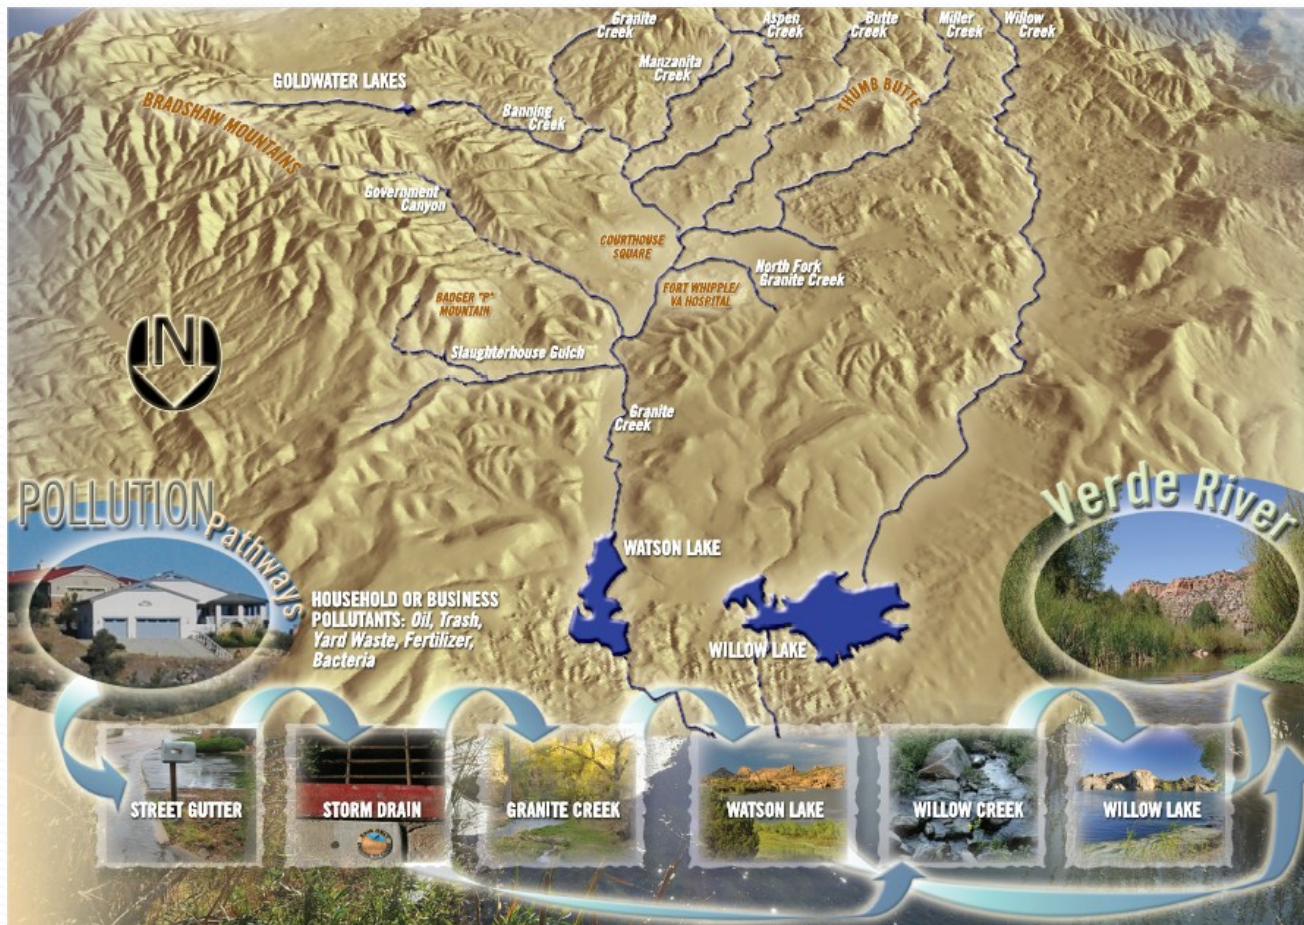 Granite
Creek
Aspen
Creek
Butte
Creek
Miller
Creek
Willow
Creek
Manzanita
Creek
GOLDWATER LAKES
THUMB BUTTE
BRADSHAW MOUNTAINS
Banning
Creek
Government
Canyon
COURTHOUSE
SQUARE
North Fork
Granite Creek
FORT WHIPPLE/
VA HOSPITAL
BADGER "P"
MOUNTAIN
N
Slaughterhouse Gulch
Granite
Creek
POLLUTION
Pathways
Verde River
WATSON LAKE
HOUSEHOLD OR BUSINESS
POLLUTANTS: Oil, Trash,
Yard Waste, Fertilizer,
Bacteria
WILLOW LAKE
STREET GUTTER
STORM DRAIN
GRANITE CREEK
WATSON LAKE
WILLOW CREEK
WILLOW LAKE